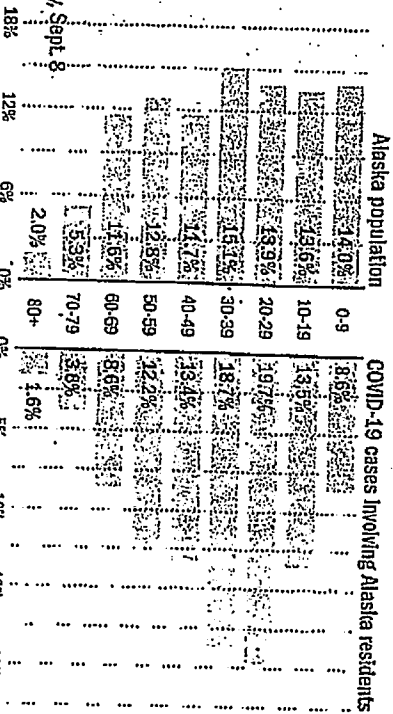 Alaska population COVID-19 cases involving Alaska residents
14.0% 0-9 8.6%
13.6% 10-19 13.5%
13.9% 20-29 19.7%
15.1% 30-39 18.7%
11.7% 40-49 13.4%
12.8% 50-59 12.2%
11.6% 60-69 8.6%
5.3% 70-79 3.8%
2.0% 80+ 1.6%
18% 12% 6% 0% 0%
Sept. 8.